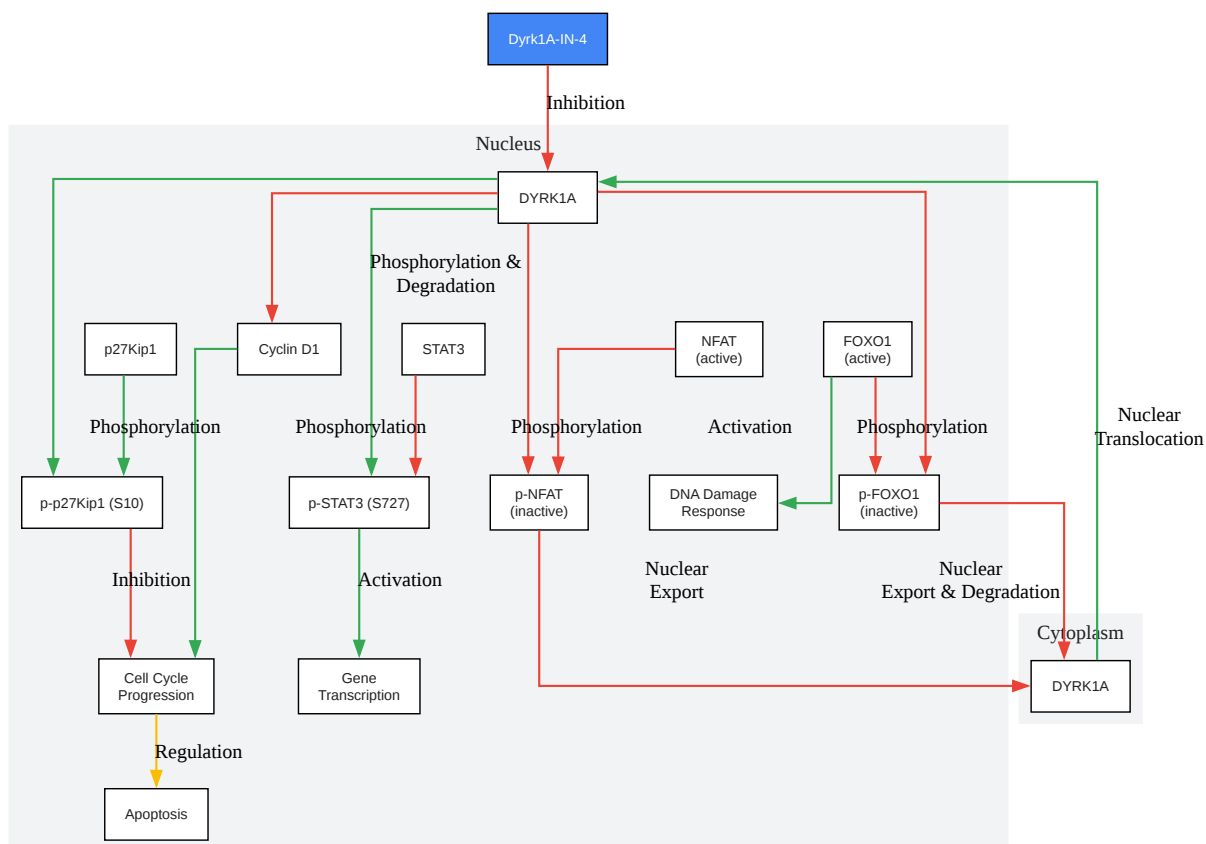 Dyrk1A-IN-4
Inhibition
Nucleus
DYRK1A
Phosphorylation &
Degradation
p27Kip1
Cyclin D1
STAT3
NFAT
(active)
FOXO1
(active)
Phosphorylation
Phosphorylation
Phosphorylation
Activation
Phosphorylation
Nuclear
Translocation
p-p27Kip1 (S10)
p-STAT3 (S727)
p-NFAT
(inactive)
DNA Damage
Response
p-FOXO1
(inactive)
Inhibition
Activation
Nuclear
Export
Nuclear
Export & Degradation
Cytoplasm
Cell Cycle
Progression
Gene
Transcription
DYRK1A
Regulation
Apoptosis